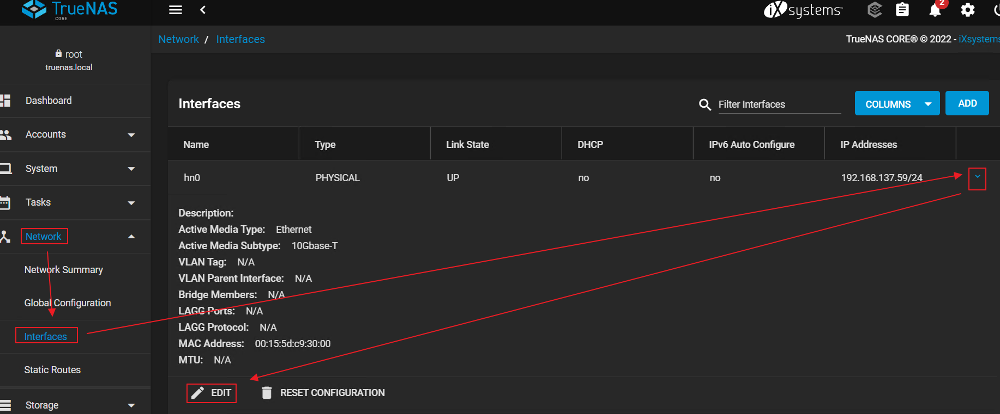 TrueNAS
CORE
iXsystems™
2
root
truenas.local
Network / Interfaces
TrueNAS CORE® © 2022 - iXsystems
Dashboard
Accounts
System
Tasks
Network
Network Summary
Global Configuration
Interfaces
Static Routes
Storage
Interfaces
Filter Interfaces
COLUMNS
ADD
Name Type Link State DHCP IPv6 Auto Configure IP Addresses
hn0 PHYSICAL UP no no 192.168.137.59/24
Description:
Active Media Type: Ethernet
Active Media Subtype: 10Gbase-T
VLAN Tag: N/A
VLAN Parent Interface: N/A
Bridge Members: N/A
LAGG Ports: N/A
LAGG Protocol: N/A
MAC Address: 00:15:5d:c9:30:00
MTU: N/A
EDIT
RESET CONFIGURATION